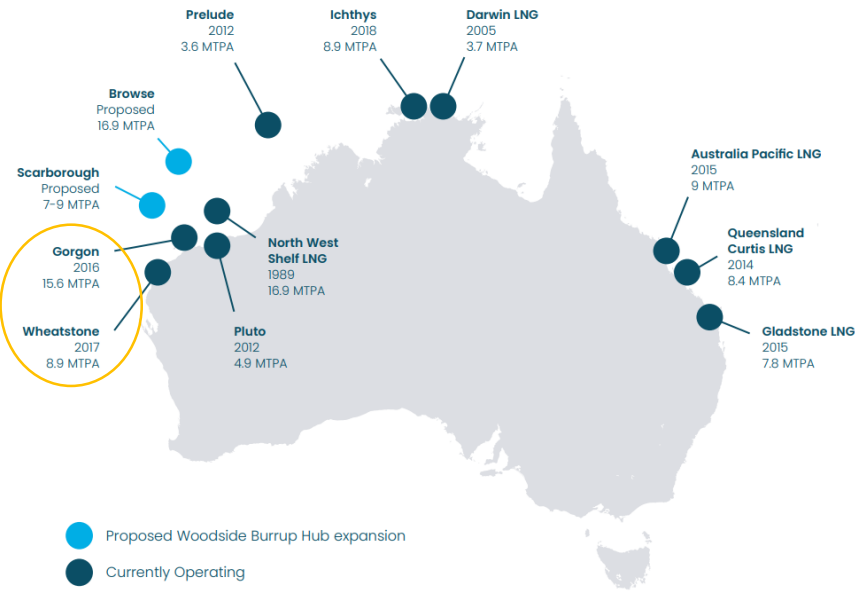 Prelude
2012
3.6 MTPA
Ichthys
2018
8.9 MTPA
Darwin LNG
2005
3.7 MTPA
Browse
Proposed
16.9 MTPA
Scarborough
Proposed
7-9 MTPA
Gorgon
2016
15.6 MTPA
Wheatstone
2017
8.9 MTPA
North West
Shelf LNG
1989
16.9 MTPA
Pluto
2012
4.9 MTPA
Australia Pacific LNG
2015
9 MTPA
Queensland
Curtis LNG
2014
8.4 MTPA
Gladstone LNG
2015
7.8 MTPA
Proposed Woodside Burrup Hub expansion
Currently Operating